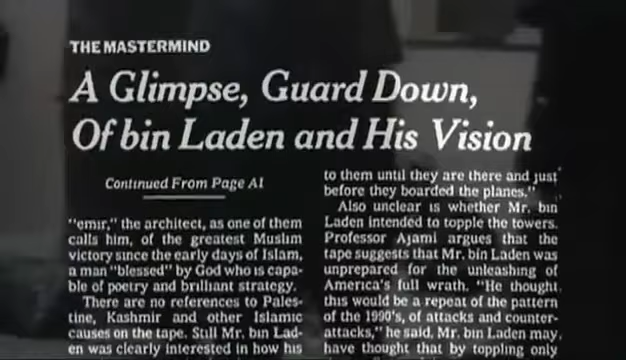 THE MASTERMIND
A Glimpse, Guard Down,
Of bin Laden and His Vision
Continued From Page A1
"emir," the architect, as one of them
calls him, of the greatest Muslim
victory since the early days of Islam,
a man "blessed" by God who is capa-
ble of poetry and brilliant strategy.
There are no references to Pales-
tine, Kashmir and other Islamic
causes on the tape. Still Mr. bin Lad-
en was clearly interested in how his
to them until they are there and just
before they boarded the planes."
Also unclear is whether Mr. bin
Laden intended to topple the towers.
Professor Ajami argues that the
tape suggests that Mr. bin Laden was
unprepared for the unleashing of
America's full wrath. "He thought
this would be a repeat of the pattern
of the 1990's, of attacks and counter-
attacks," he said. Mr. bin Laden may
have thought that by toppling only